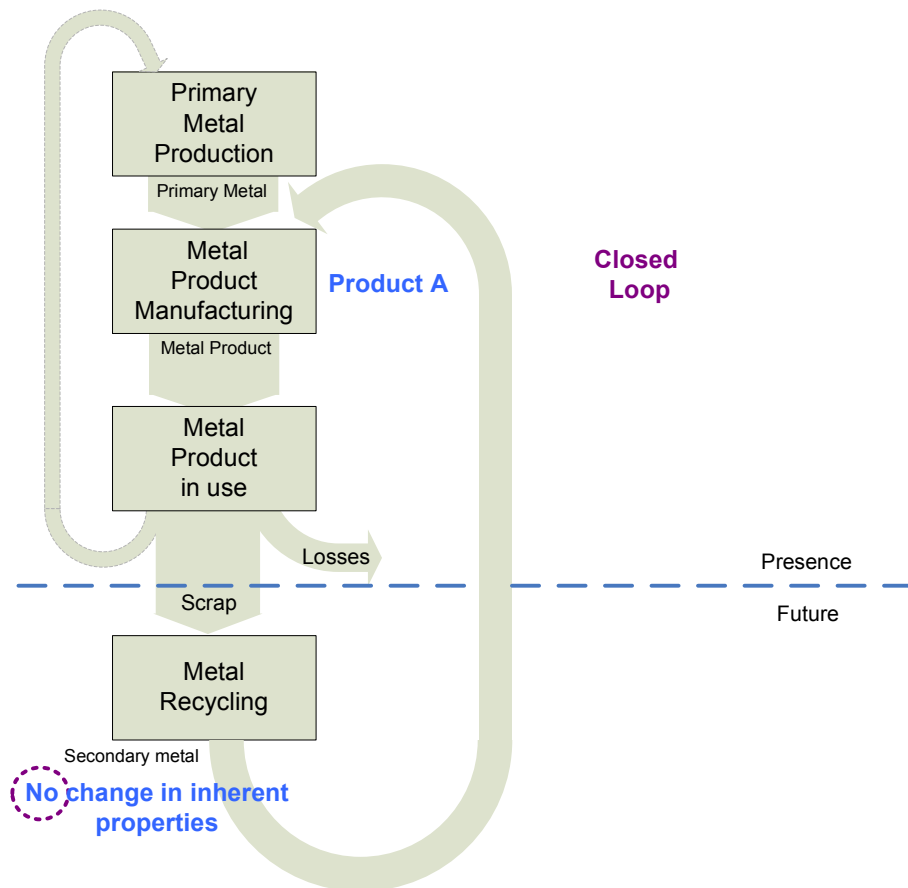 Primary
Metal
Production
Primary Metal
Metal
Product
Manufacturing
Product A
Closed
Loop
Metal Product
Metal
Product
in use
Losses
Presence
Scrap
Future
Metal
Recycling
Secondary metal
No change in inherent
properties